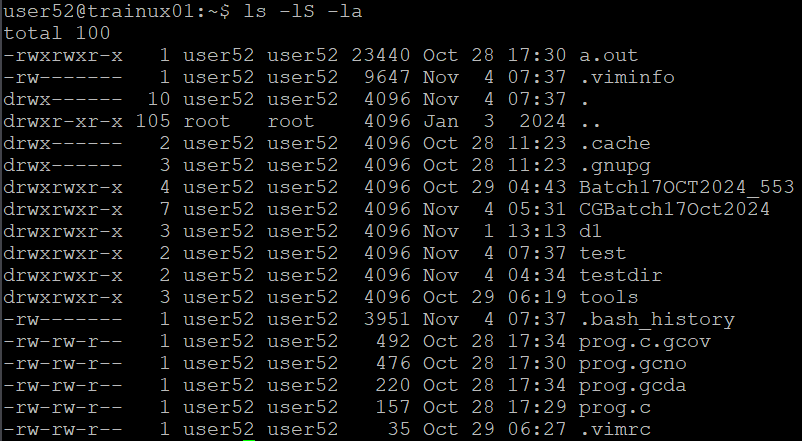 user52@trainux01:~$ ls -lS -la
total 100
-rwxrwxr-x   1 user52 user52 23440 Oct 28 17:30 a.out
-rw-------   1 user52 user52  9647 Nov  4 07:37 .viminfo
drwx------  10 user52 user52  4096 Nov  4 07:37 .
drwxr-xr-x 105 root   root    4096 Jan  3  2024 ..
drwx------   2 user52 user52  4096 Oct 28 11:23 .cache
drwx------   3 user52 user52  4096 Oct 28 11:23 .gnupg
drwxrwxr-x   4 user52 user52  4096 Oct 29 04:43 Batch17OCT2024_553
drwxrwxr-x   7 user52 user52  4096 Nov  4 05:31 CGBatch17Oct2024
drwxrwxr-x   3 user52 user52  4096 Nov  1 13:13 d1
drwxrwxr-x   2 user52 user52  4096 Nov  4 07:37 test
drwxrwxr-x   2 user52 user52  4096 Nov  4 04:34 testdir
drwxrwxr-x   3 user52 user52  4096 Oct 29 06:19 tools
-rw-------   1 user52 user52  3951 Nov  4 07:37 .bash_history
-rw-rw-r--   1 user52 user52   492 Oct 28 17:34 prog.c.gcov
-rw-rw-r--   1 user52 user52   476 Oct 28 17:30 prog.gcno
-rw-rw-r--   1 user52 user52   220 Oct 28 17:34 prog.gcda
-rw-rw-r--   1 user52 user52   157 Oct 28 17:29 prog.c
-rw-rw-r--   1 user52 user52    35 Oct 29 06:27 .vimrc